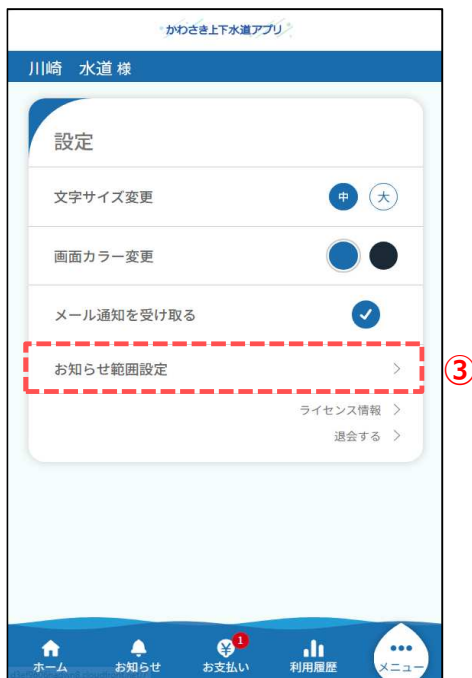 かわさき上下水道アプリ
川崎 水道 様
設定
文字サイズ変更 中 大
画面カラー変更
メール通知を受け取る
お知らせ範囲設定
③
ライセンス情報
退会する
1
ホーム お知らせ お支払い 利用履歴 メニュー